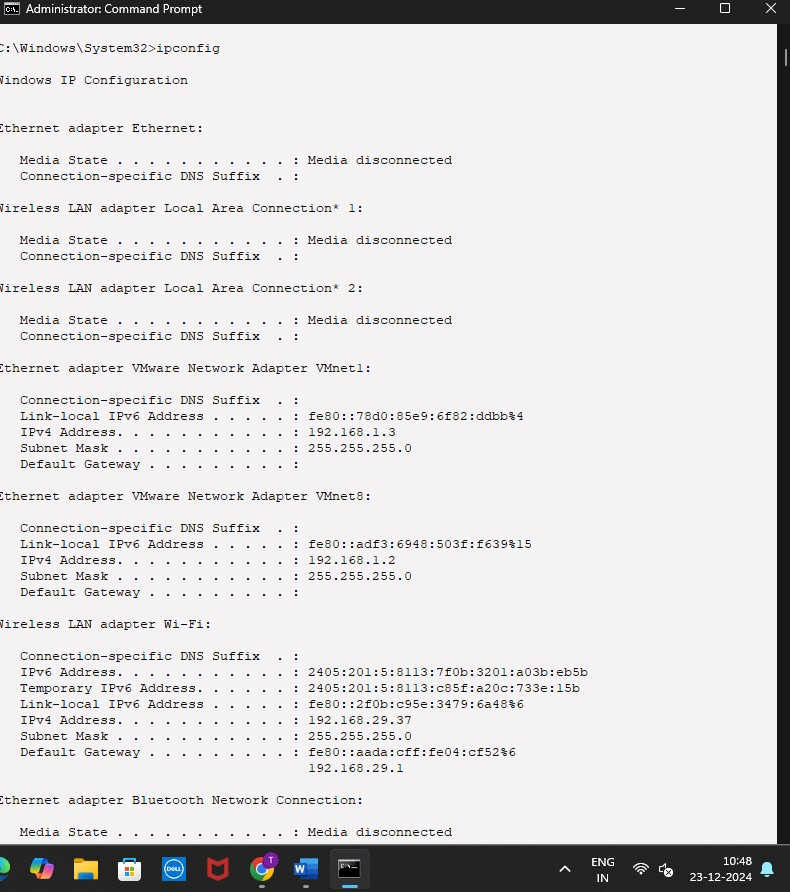 Administrator: Command Prompt
C:\Windows\System32>ipconfig
Windows IP Configuration
Ethernet adapter Ethernet:
Media State . . . . . . . . . . . : Media disconnected
Connection-specific DNS Suffix  . :
Wireless LAN adapter Local Area Connection* 1:
Media State . . . . . . . . . . . : Media disconnected
Connection-specific DNS Suffix  . :
Wireless LAN adapter Local Area Connection* 2:
Media State . . . . . . . . . . . : Media disconnected
Connection-specific DNS Suffix  . :
Ethernet adapter VMware Network Adapter VMnet1:
Connection-specific DNS Suffix  . :
Link-local IPv6 Address . . . . . : fe80::78d0:85e9:6f82:ddbb%4
IPv4 Address. . . . . . . . . . . : 192.168.1.3
Subnet Mask . . . . . . . . . . . : 255.255.255.0
Default Gateway . . . . . . . . . :
Ethernet adapter VMware Network Adapter VMnet8:
Connection-specific DNS Suffix  . :
Link-local IPv6 Address . . . . . : fe80::adf3:6948:503f:f639%15
IPv4 Address. . . . . . . . . . . : 192.168.1.2
Subnet Mask . . . . . . . . . . . : 255.255.255.0
Default Gateway . . . . . . . . . :
Wireless LAN adapter Wi-Fi:
Connection-specific DNS Suffix  . :
IPv6 Address. . . . . . . . . . . : 2405:201:5:8113:7f0b:3201:a03b:eb5b
Temporary IPv6 Address. . . . . . : 2405:201:5:8113:c85f:a20c:733e:15b
Link-local IPv6 Address . . . . . : fe80::2f0b:c95e:3479:6a48%6
IPv4 Address. . . . . . . . . . . : 192.168.29.37
Subnet Mask . . . . . . . . . . . : 255.255.255.0
Default Gateway . . . . . . . . . : fe80::aada:cff:fe04:cf52%6
192.168.29.1
Ethernet adapter Bluetooth Network Connection:
Media State . . . . . . . . . . . : Media disconnected
DELL
T
W
ENG
IN
10:48
23-12-2024